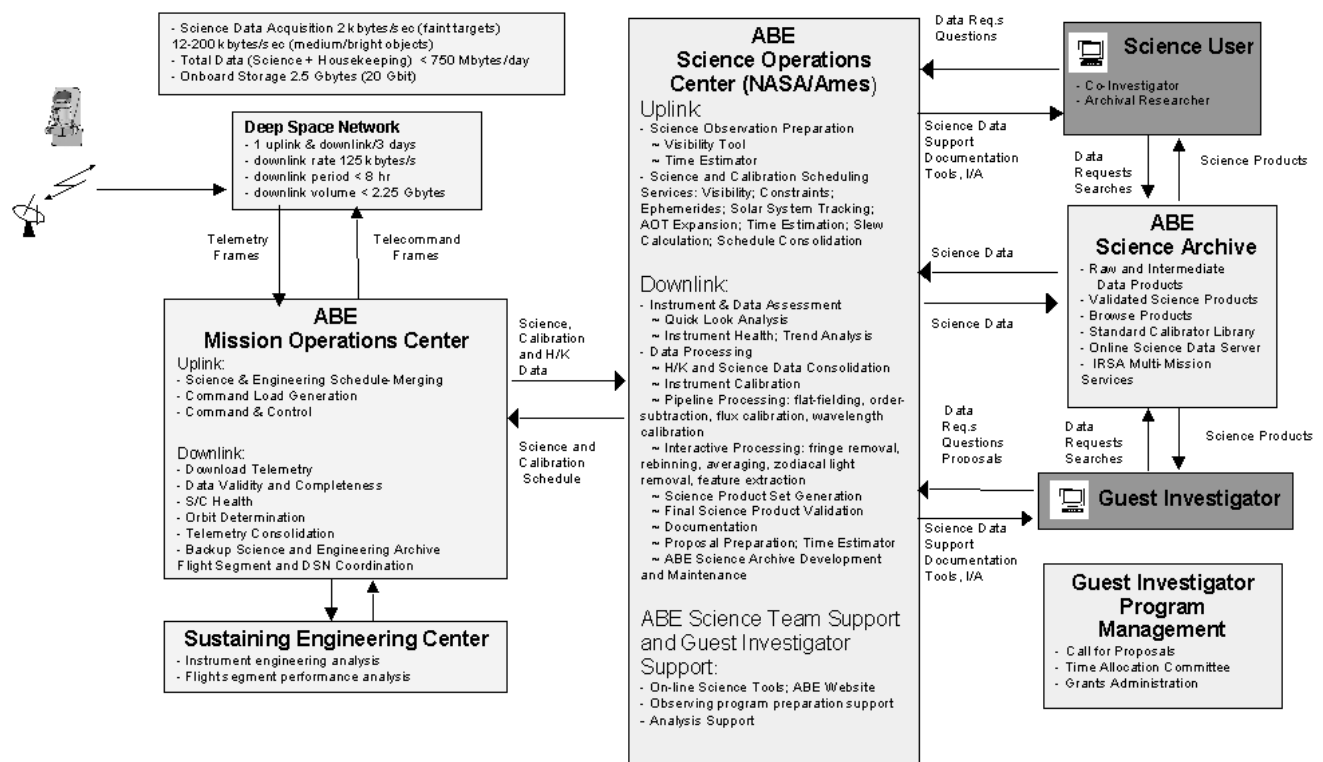 - Science Data Acquisition 2 kbytes/sec (faint targets)
12-200 kbytes/sec (medium/bright objects)
- Total Data (Science + Housekeeping) < 750 Mbytes/day
- Onboard Storage 2.5 Gbytes (20 Gbit)
Deep Space Network
- 1 uplink & downlink/3 days
- downlink rate 125 kbytes/s
- downlink period < 8 hr
- downlink volume < 2.25 Gbytes
Telemetry
Frames
Telecommand
Frames
ABE
Mission Operations Center
Uplink:
- Science & Engineering Schedule-Merging
- Command Load Generation
- Command & Control
Downlink:
- Download Telemetry
- Data Validity and Completeness
- S/C Health
- Orbit Determination
- Telemetry Consolidation
- Backup Science and Engineering Archive
Flight Segment and DSN Coordination
Sustaining Engineering Center
- Instrument engineering analysis
- Flight segment performance analysis
Science,
Calibration
and H/K
Data
Science and
Calibration
Schedule
ABE
Science Operations
Center (NASA/Ames)
Uplink:
- Science Observation Preparation
~ Visibility Tool
~ Time Estimator
- Science and Calibration Scheduling
Services: Visibility; Constraints;
Ephemerides; Solar System Tracking;
AOT Expansion; Time Estimation; Slew
Calculation; Schedule Consolidation
Downlink:
- Instrument & Data Assessment
~ Quick Look Analysis
~ Instrument Health; Trend Analysis
- Data Processing
~ H/K and Science Data Consolidation
~ Instrument Calibration
~ Pipeline Processing: flat-fielding, order-
subtraction, flux calibration, wavelength
calibration
~ Interactive Processing: fringe removal,
rebinning, averaging, zodiacal light
removal, feature extraction
~ Science Product Set Generation
~ Final Science Product Validation
~ Documentation
~ Proposal Preparation; Time Estimator
~ ABE Science Archive Development
and Maintenance
ABE Science Team Support
and Guest Investigator
Support:
- On-line Science Tools; ABE Website
- Observing program preparation support
- Analysis Support
Data Req.s
Questions
Science Data
Support
Documentation
Tools, I/A
Science Data
Science Data
Data
Req.s
Questions
Proposals
Science Data
Support
Documentation
Tools, I/A
Science User
- Co-Investigator
- Archival Researcher
Data
Requests
Searches
Science Products
ABE
Science Archive
- Raw and Intermediate
Data Products
- Validated Science Products
- Browse Products
- Standard Calibrator Library
- Online Science Data Server
- IRSA Multi-Mission
Services
Data
Requests
Searches
Science Products
Guest Investigator
Guest Investigator
Program
Management
- Call for Proposals
- Time Allocation Committee
- Grants Administration